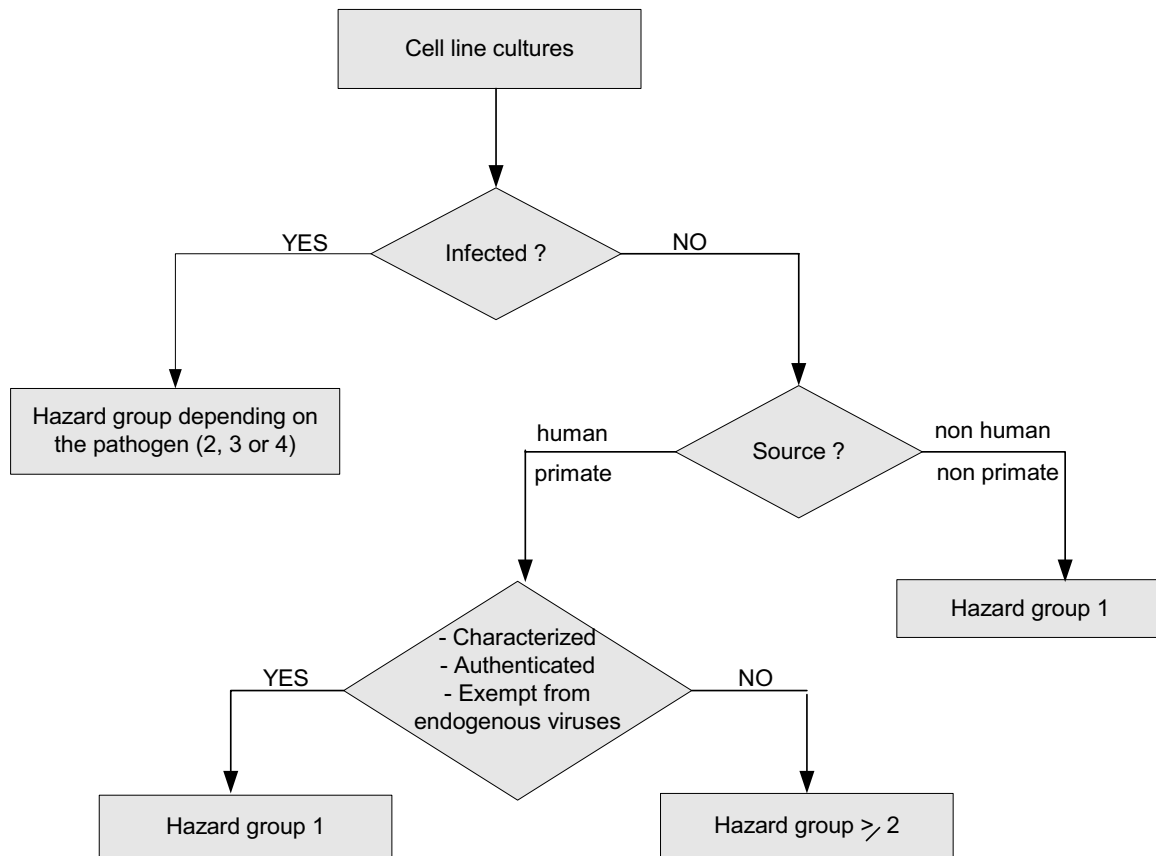 Cell line cultures
YES
Infected ?
NO
Hazard group depending on
the pathogen (2, 3 or 4)
human
primate
Source ?
non human
non primate
Hazard group 1
- Characterized
- Authenticated
- Exempt from
endogenous viruses
YES
NO
Hazard group 1
Hazard group ⩾ 2